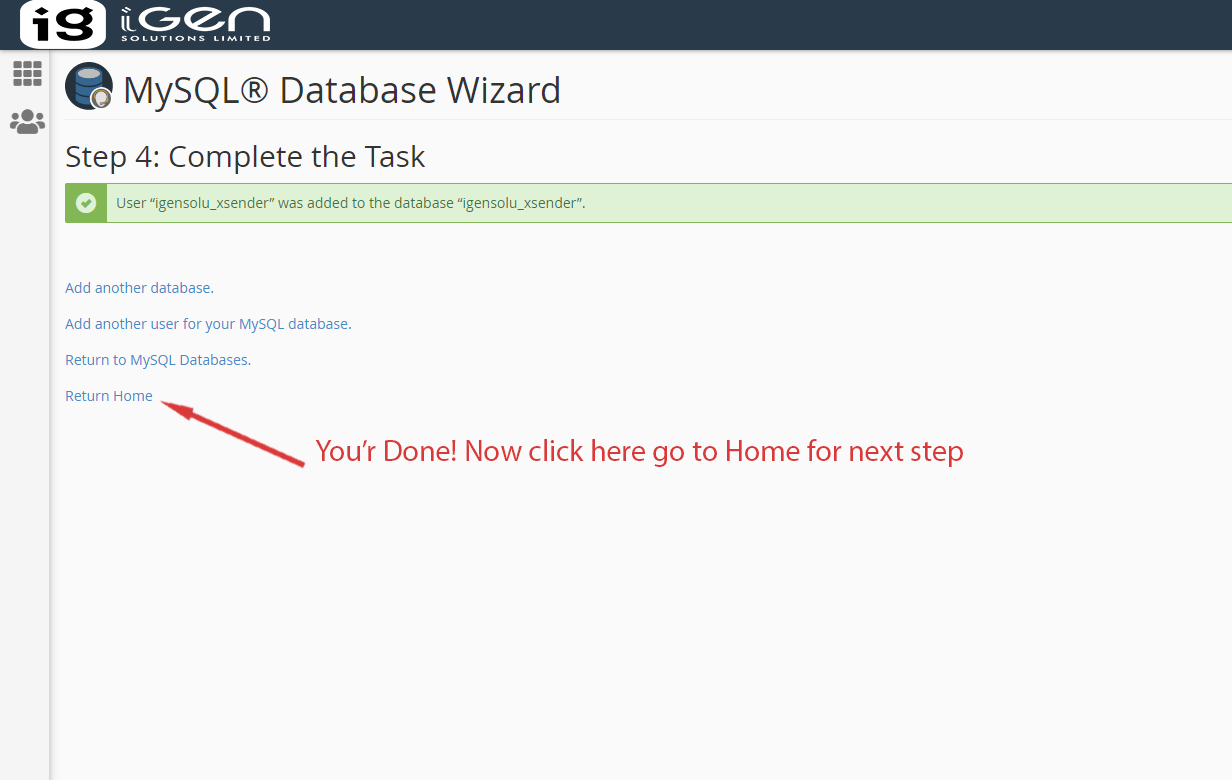 ig iGen
SOLUTIONS LIMITED
MySQL® Database Wizard
Step 4: Complete the Task
User “igensolu_xsender” was added to the database “igensolu_xsender”.
Add another database.
Add another user for your MySQL database.
Return to MySQL Databases.
Return Home
You’r Done! Now click here go to Home for next step